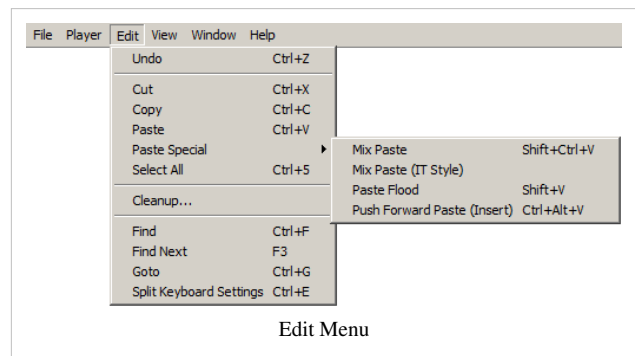 File Player Edit View Window Help
Undo Ctrl+Z
Cut Ctrl+X
Copy Ctrl+C
Paste Ctrl+V
Paste Special
Select All Ctrl+5
Cleanup...
Find Ctrl+F
Find Next F3
Goto Ctrl+G
Split Keyboard Settings Ctrl+E
Mix Paste Shift+Ctrl+V
Mix Paste (IT Style)
Paste Flood Shift+V
Push Forward Paste (Insert) Ctrl+Alt+V
Edit Menu